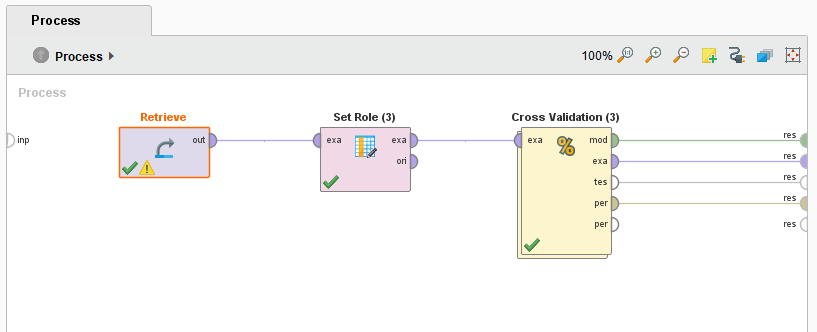 Process
Process
100%
Process
Retrieve
Set Role (3)
Cross Validation (3)
inp
out
exa
exa
ori
exa
mod
exa
tes
per
per
res
res
res
res
res